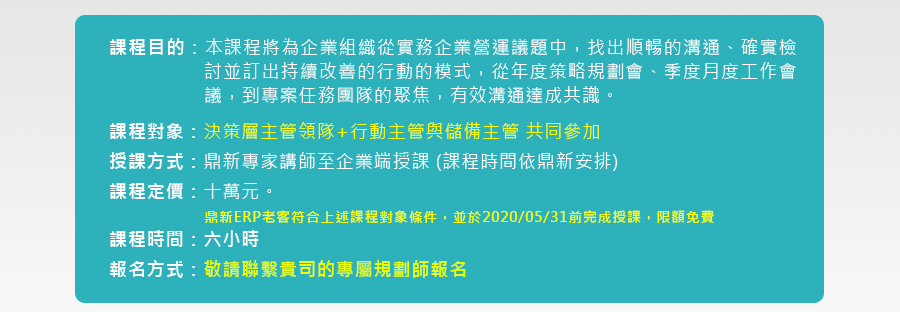 課程目的：本課程將為企業組織從實務企業營運議題中，找出順暢的溝通、確實檢
討並訂出持續改善的行動的模式，從年度策略規劃會、季度月度工作會
議，到專案任務團隊的聚焦，有效溝通達成共識。
課程對象：決策層主管領隊+行動主管與儲備主管 共同參加
授課方式：鼎新專家講師至企業端授課 (課程時間依鼎新安排)
課程定價：十萬元。
鼎新ERP老客符合上述課程對象條件，並於2020/05/31前完成授課，限額免費
課程時間：六小時
報名方式：敬請聯繫貴司的專屬規劃師報名